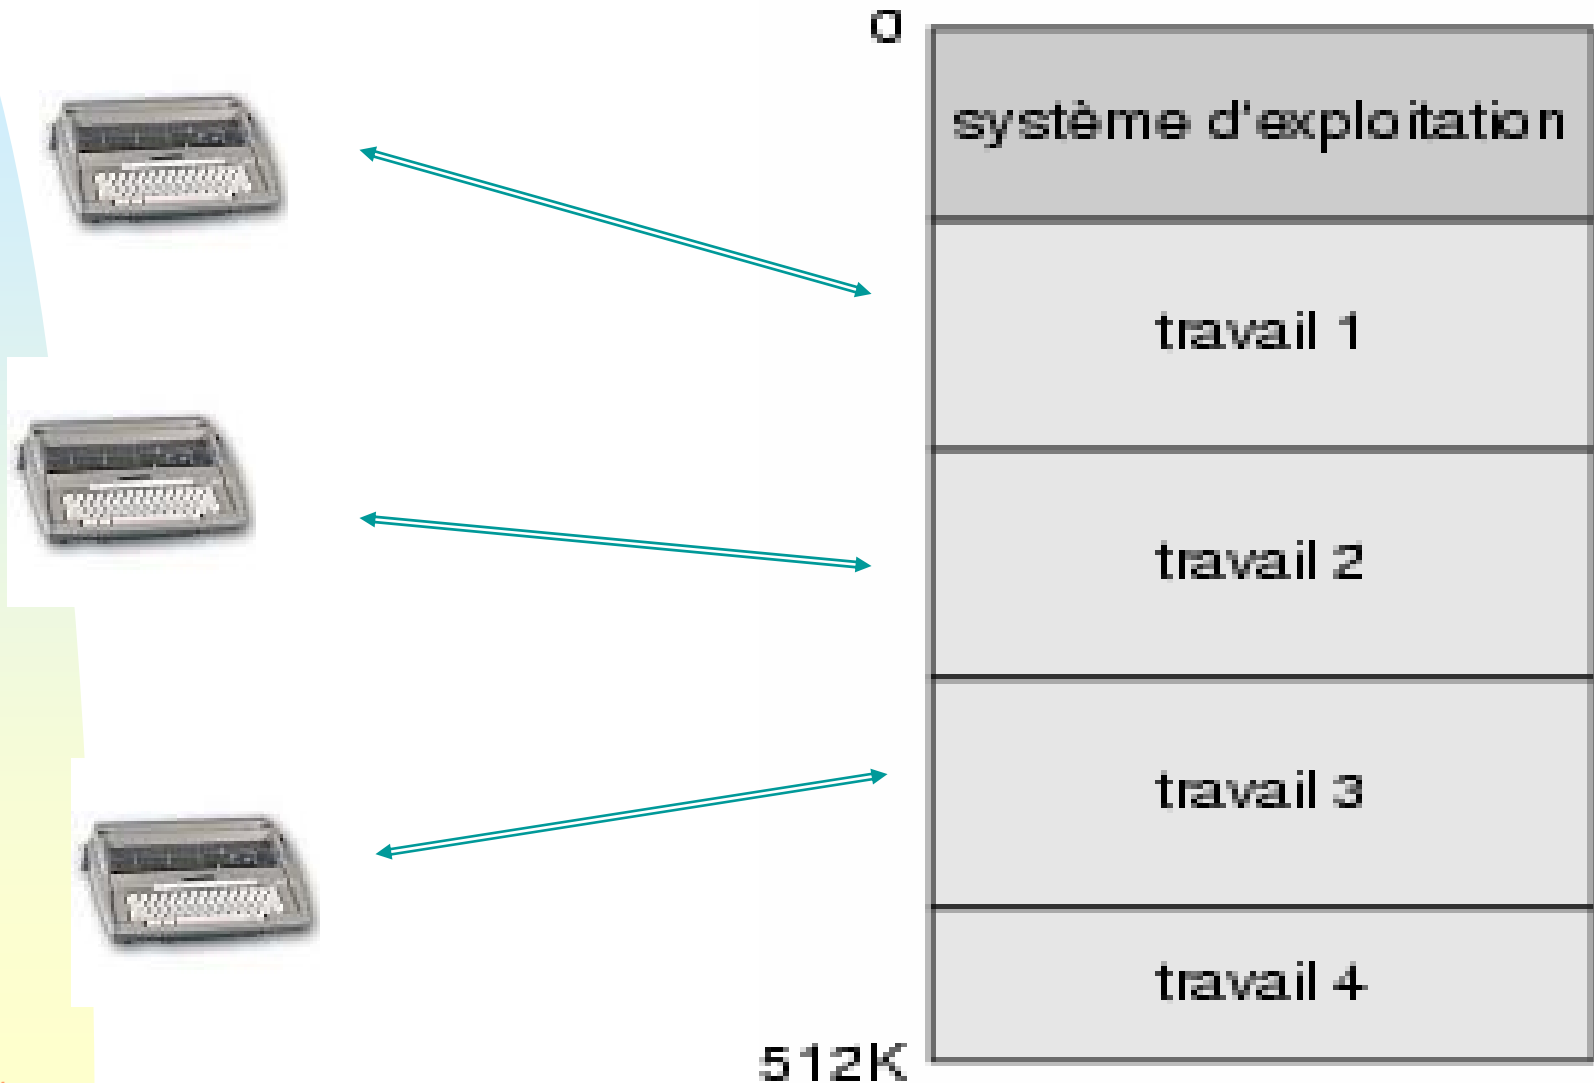 0
système d'exploitation
travail 1
travail 2
travail 3
travail 4
512K